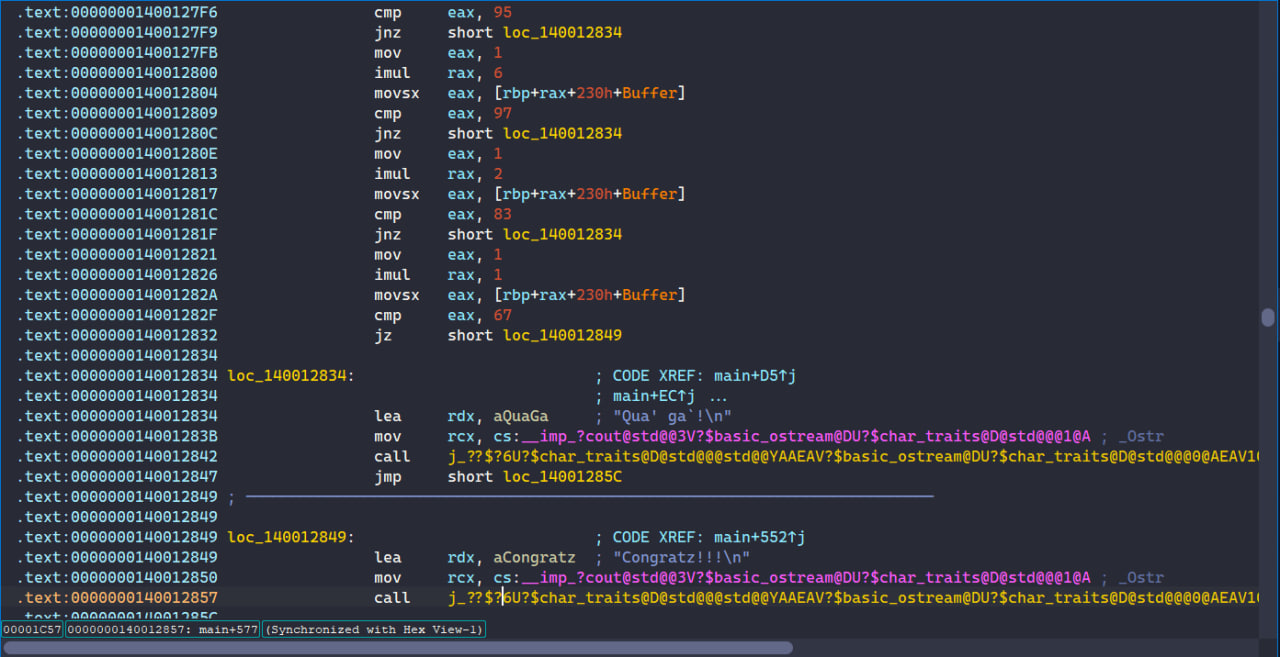 .text:00000001400127F6 cmp eax, 95
.text:00000001400127F9 jnz short loc_140012834
.text:00000001400127FB mov eax, 1
.text:0000000140012800 imul rax, 6
.text:0000000140012804 movsx eax, [rbp+rax+230h+Buffer]
.text:0000000140012809 cmp eax, 97
.text:000000014001280C jnz short loc_140012834
.text:000000014001280E mov eax, 1
.text:0000000140012813 imul rax, 2
.text:0000000140012817 movsx eax, [rbp+rax+230h+Buffer]
.text:000000014001281C cmp eax, 83
.text:000000014001281F jnz short loc_140012834
.text:0000000140012821 mov eax, 1
.text:0000000140012826 imul rax, 1
.text:000000014001282A movsx eax, [rbp+rax+230h+Buffer]
.text:000000014001282F cmp eax, 67
.text:0000000140012832 jz short loc_140012849
.text:0000000140012834
.text:0000000140012834 loc_140012834: ; CODE XREF: main+D5↑j
.text:0000000140012834 ; main+EC↑j ...
.text:0000000140012834 lea rdx, aQuaGa ; "Qua' ga`!\n"
.text:000000014001283B mov rcx, cs:__imp_?cout@std@@3V?$basic_ostream@DU?$char_traits@D@std@@@1@A ; _Ostr
.text:0000000140012842 call j_??$?6U?$char_traits@D@std@@@std@@YAAEAV?$basic_ostream@DU?$char_traits@D@std@@@0@AEAV10
.text:0000000140012847 jmp short loc_14001285C
.text:0000000140012849 ; ───────────────────────────────────────────────────────────────────────────
.text:0000000140012849
.text:0000000140012849 loc_140012849: ; CODE XREF: main+552↑j
.text:0000000140012849 lea rdx, aCongratz ; "Congratz!!!\n"
.text:0000000140012850 mov rcx, cs:__imp_?cout@std@@3V?$basic_ostream@DU?$char_traits@D@std@@@1@A ; _Ostr
.text:0000000140012857 call j_??$?6U?$char_traits@D@std@@@std@@YAAEAV?$basic_ostream@DU?$char_traits@D@std@@@0@AEAV10
.text:000000014001285C
00001C57 0000000140012857: main+577 (Synchronized with Hex View-1)